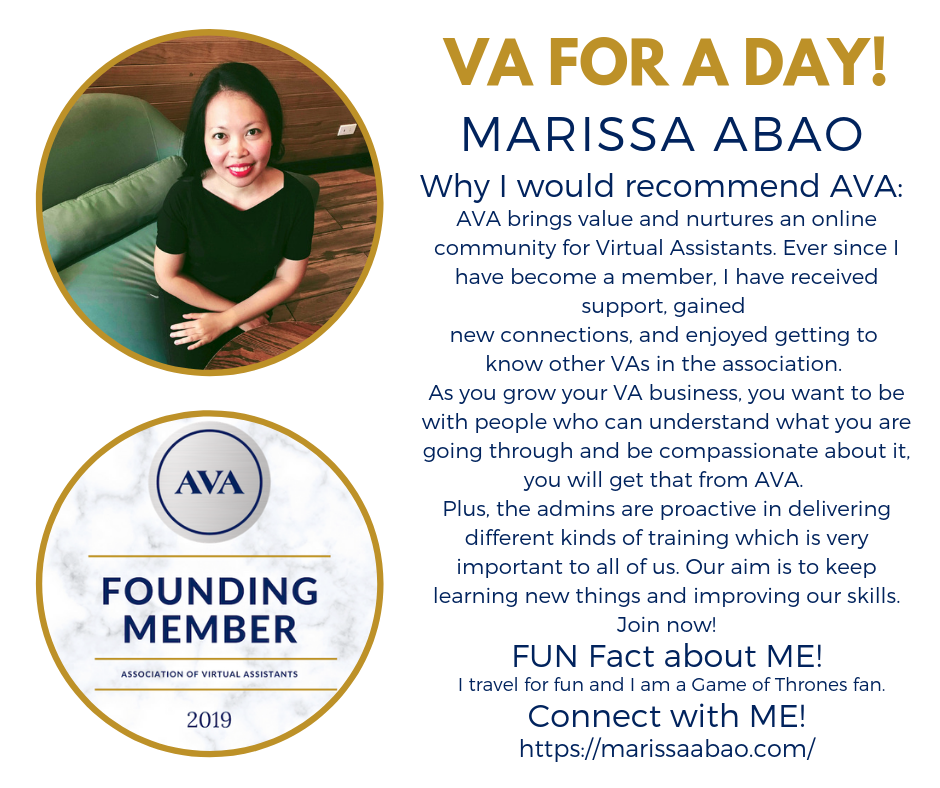 VA FOR A DAY!
MARISSA ABAO
Why I would recommend AVA:
AVA brings value and nurtures an online
community for Virtual Assistants. Ever since I
have become a member, I have received
support, gained
new connections, and enjoyed getting to
know other VAs in the association.
As you grow your VA business, you want to be
with people who can understand what you are
going through and be compassionate about it,
you will get that from AVA.
Plus, the admins are proactive in delivering
different kinds of training which is very
important to all of us. Our aim is to keep
learning new things and improving our skills.
Join now!
FUN Fact about ME!
I travel for fun and I am a Game of Thrones fan.
Connect with ME!
https://marissaabao.com/
AVA
FOUNDING
MEMBER
ASSOCIATION OF VIRTUAL ASSISTANTS
2019